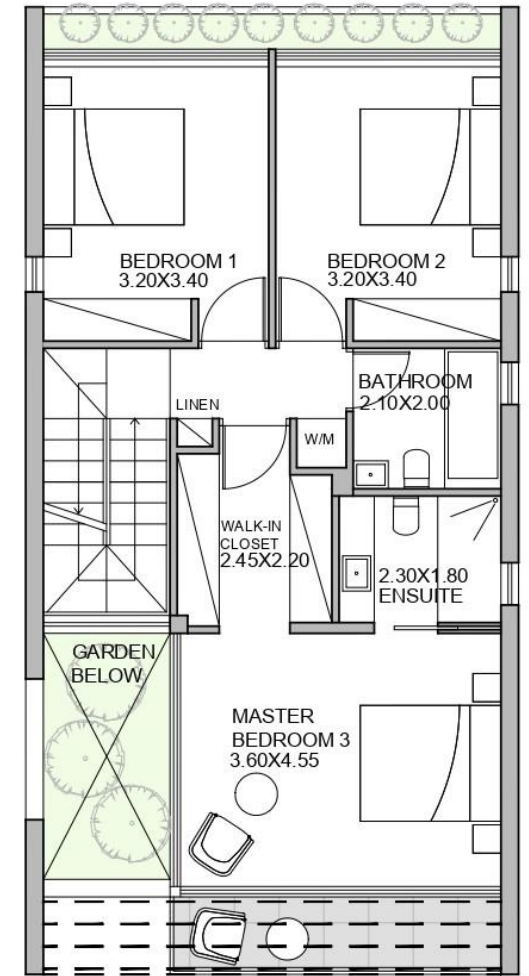 BEDROOM 1
3.20X3.40
BEDROOM 2
3.20X3.40
LINEN
W/M
BATHROOM
2.10X2.00
WALK-IN
CLOSET
2.45X2.20
2.30X1.80
ENSUITE
GARDEN
BELOW
MASTER
BEDROOM 3
3.60X4.55